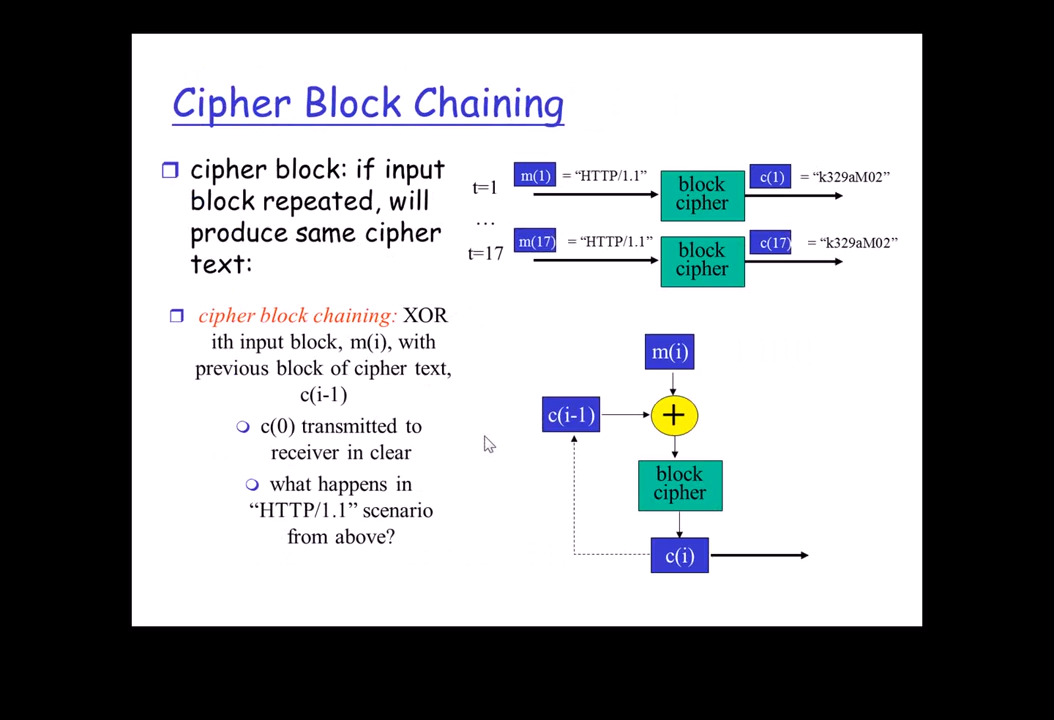 Cipher Block Chaining
cipher block: if input
block repeated, will
produce same cipher
text:
t=1
m(1)
= “HTTP/1.1”
block
cipher
c(1)
= “k329aM02”
…
t=17
m(17)
= “HTTP/1.1”
block
cipher
c(17)
= “k329aM02”
cipher block chaining: XOR
ith input block, m(i), with
previous block of cipher text,
c(i-1)
c(0) transmitted to
receiver in clear
what happens in
“HTTP/1.1” scenario
from above?
m(i)
c(i-1)
+
block
cipher
c(i)